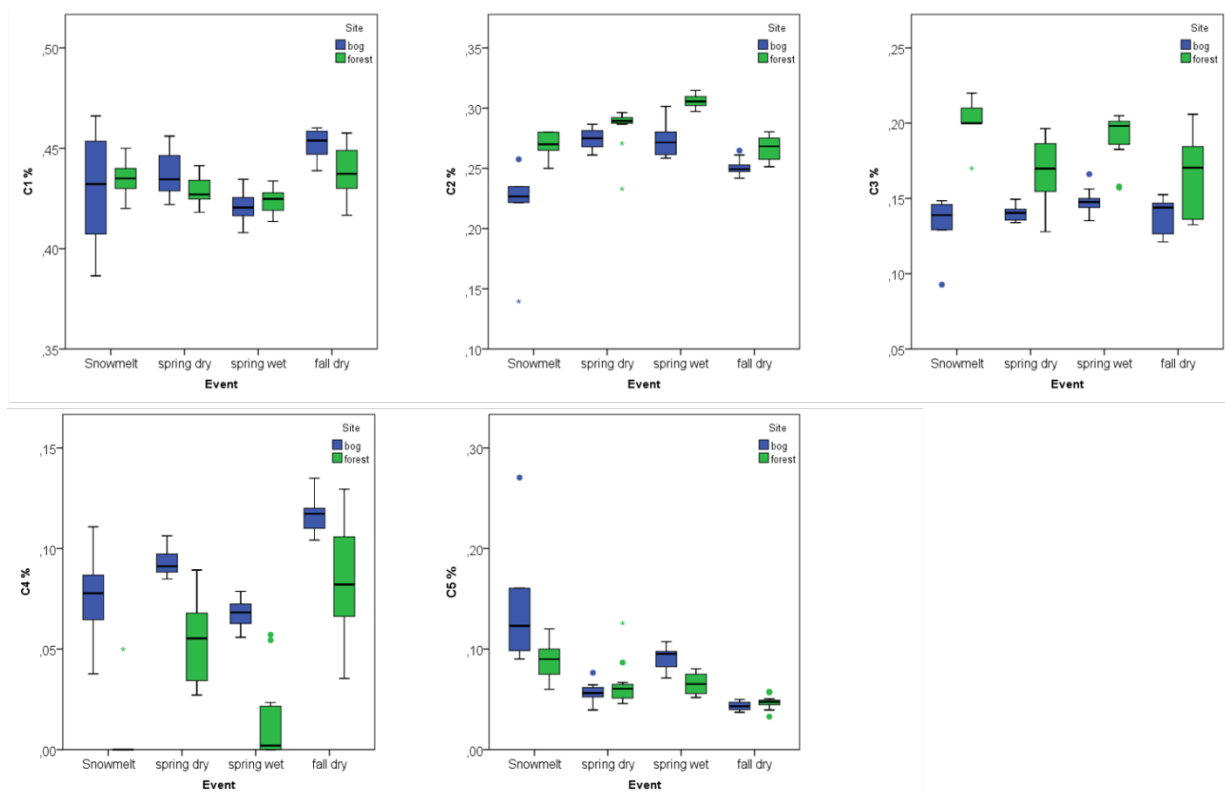 Site
bog
forest
,50
,45
,40
,35
C1 %
Snowmelt spring dry spring wet fall dry
Event
Site
bog
forest
,35
,30
,25
,20
,15
,10
C2 %
Snowmelt spring dry spring wet fall dry
Event
Site
bog
forest
,25
,20
,15
,10
,05
C3 %
Snowmelt spring dry spring wet fall dry
Event
Site
bog
forest
,15
,10
,05
,00
C4 %
Snowmelt spring dry spring wet fall dry
Event
Site
bog
forest
,30
,20
,10
,00
C5 %
Snowmelt spring dry spring wet fall dry
Event